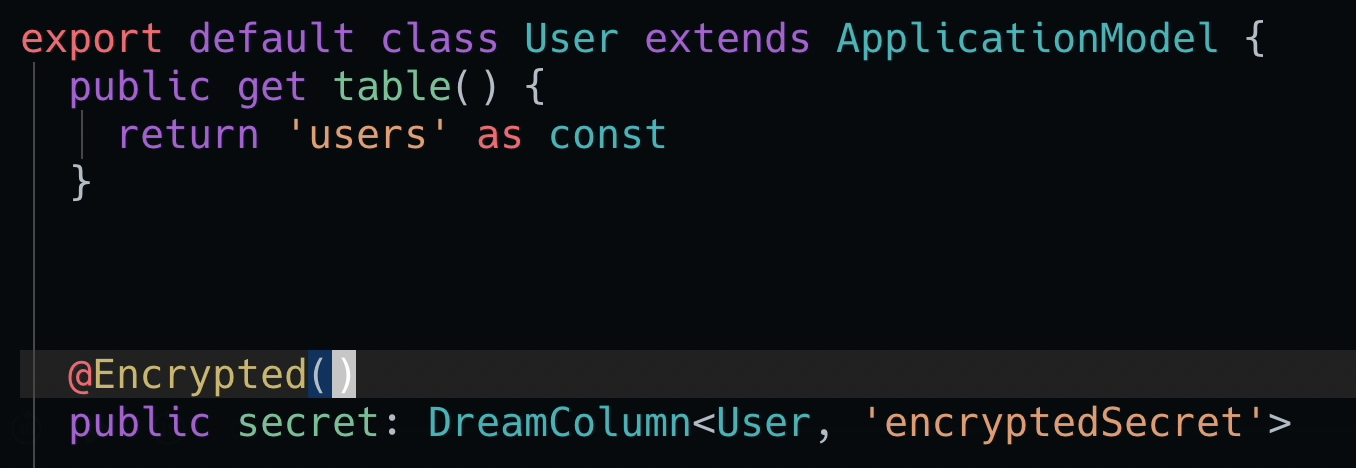 export default class User extends ApplicationModel {
  public get table() {
    return 'users' as const
  }
  @Encrypted()
  public secret: DreamColumn<User, 'encryptedSecret'>